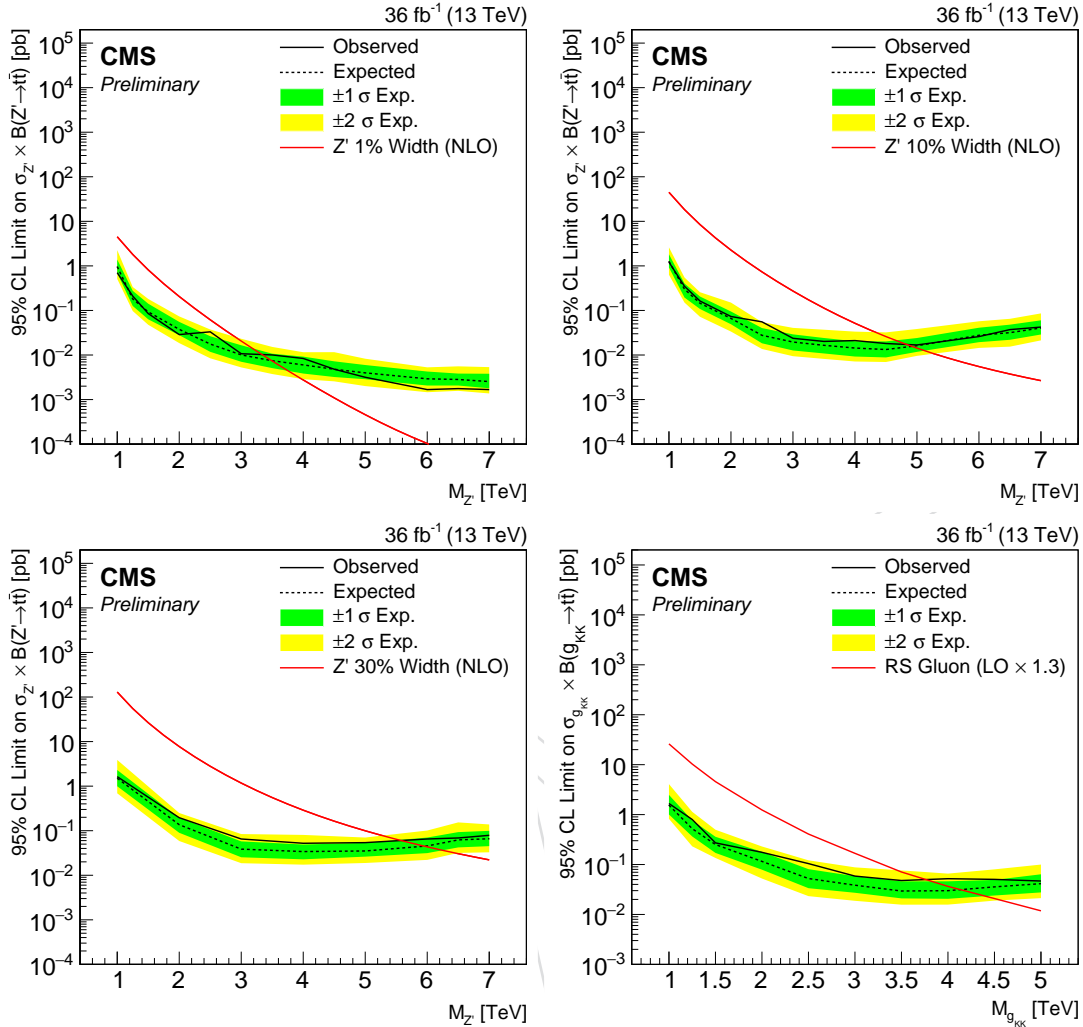 36 fb⁻¹ (13 TeV)
95% CL Limit on σ_Z' × B(Z'→tt̄) [pb]
CMS
Preliminary
Observed
Expected
±1 σ Exp.
±2 σ Exp.
Z' 1% Width (NLO)
10⁵
10⁴
10³
10²
10
1
10⁻¹
10⁻²
10⁻³
10⁻⁴
1 2 3 4 5 6 7
M_Z' [TeV]
36 fb⁻¹ (13 TeV)
95% CL Limit on σ_Z' × B(Z'→tt̄) [pb]
CMS
Preliminary
Observed
Expected
±1 σ Exp.
±2 σ Exp.
Z' 10% Width (NLO)
10⁵
10⁴
10³
10²
10
1
10⁻¹
10⁻²
10⁻³
10⁻⁴
1 2 3 4 5 6 7
M_Z' [TeV]
36 fb⁻¹ (13 TeV)
95% CL Limit on σ_Z' × B(Z'→tt̄) [pb]
CMS
Preliminary
Observed
Expected
±1 σ Exp.
±2 σ Exp.
Z' 30% Width (NLO)
10⁵
10⁴
10³
10²
10
1
10⁻¹
10⁻²
10⁻³
10⁻⁴
1 2 3 4 5 6 7
M_Z' [TeV]
36 fb⁻¹ (13 TeV)
95% CL Limit on σ_g_KK × B(g_KK→tt̄) [pb]
CMS
Preliminary
Observed
Expected
±1 σ Exp.
±2 σ Exp.
RS Gluon (LO × 1.3)
10⁵
10⁴
10³
10²
10
1
10⁻¹
10⁻²
10⁻³
1 1.5 2 2.5 3 3.5 4 4.5 5
M_g_KK [TeV]